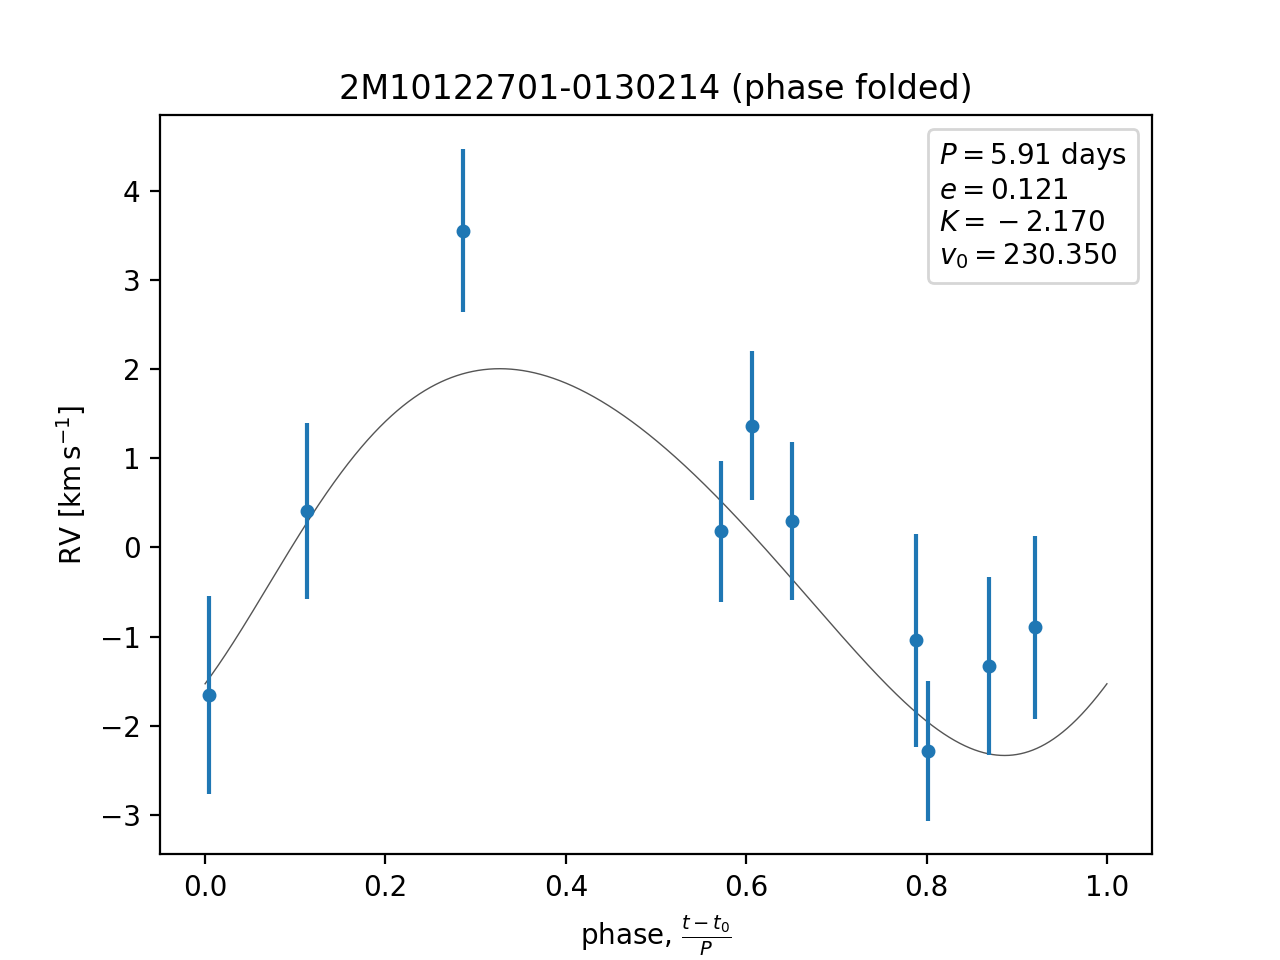 2M10122701-0130214 (phase folded)
P = 5.91 days
e = 0.121
K = −2.170
v₀ = 230.350
RV [km s⁻¹]
4
3
2
1
0
−1
−2
−3
0.0 0.2 0.4 0.6 0.8 1.0
phase, (t − t₀)/P